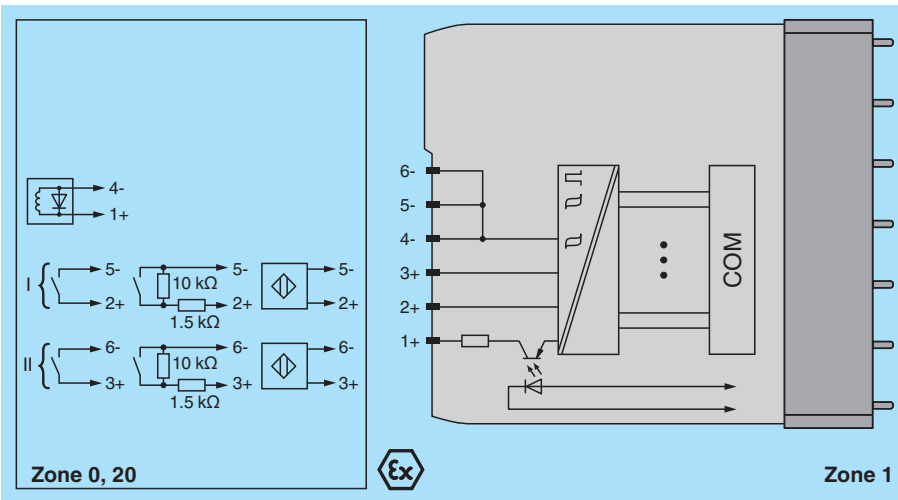 4-
1+
I
5-
2+
10 kΩ
1.5 kΩ
5-
2+
5-
2+
II
6-
3+
10 kΩ
1.5 kΩ
6-
3+
6-
3+
Zone 0, 20
Ex
6-
5-
4-
3+
2+
1+
COM
Zone 1